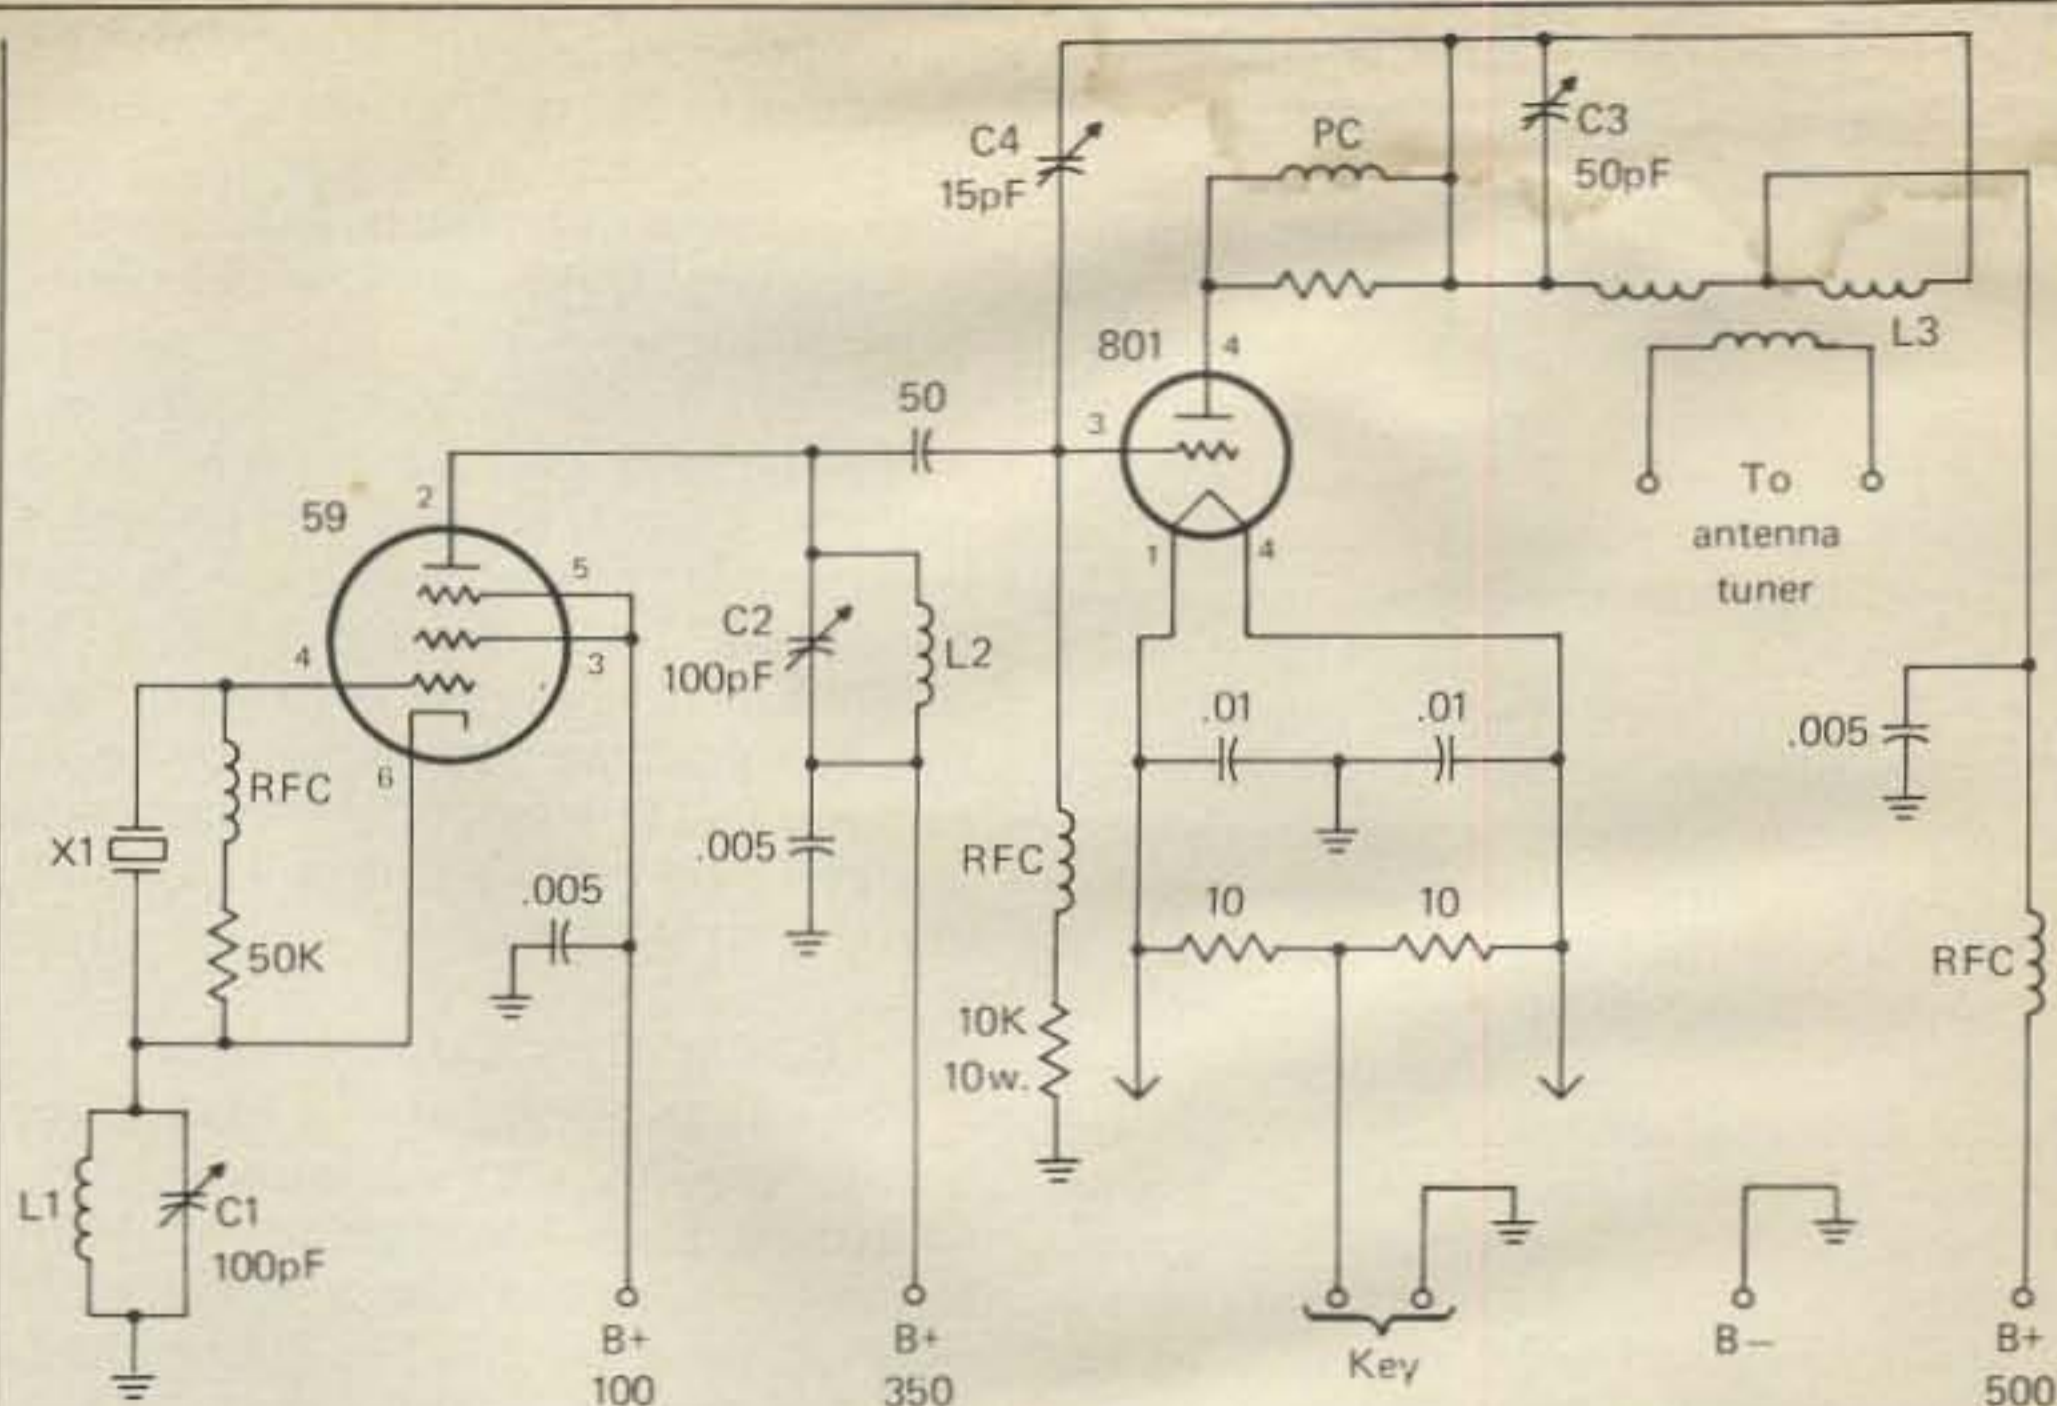 C4
15pF
PC
C3
50pF
801
4
L3
50
3
To
antenna
tuner
59
2
5
1
4
4
3
C2
100pF
L2
.01
.01
.005
6
RFC
X1
.005
.005
RFC
10
10
50K
RFC
10K
10w.
L1
C1
100pF
B+
100
B+
350
Key
B−
B+
500